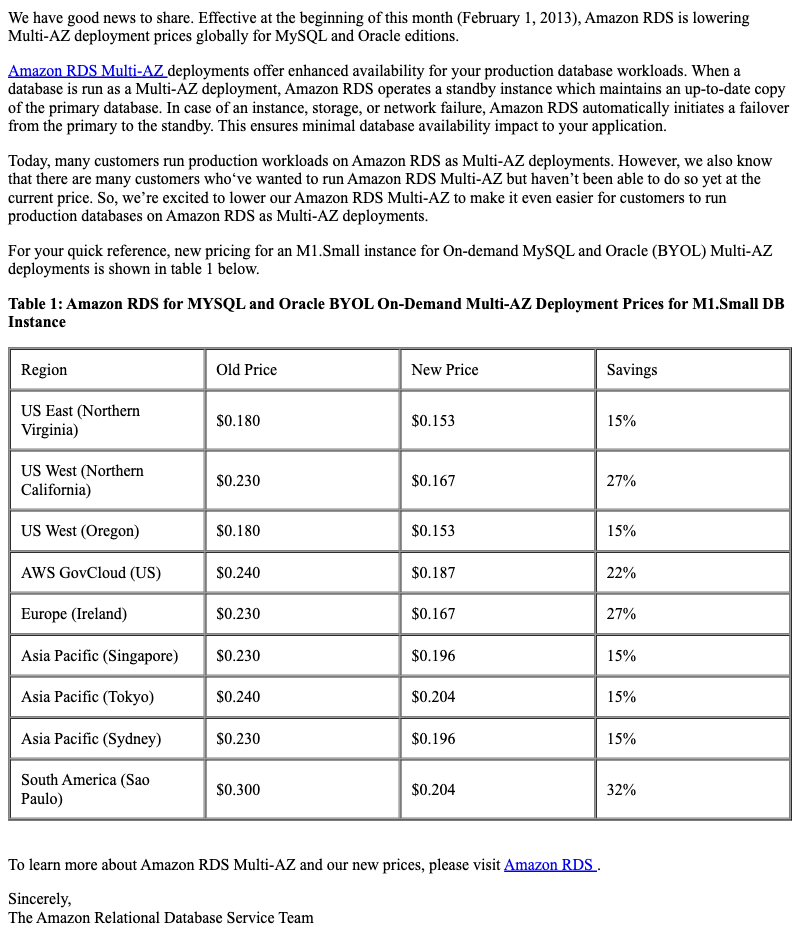 We have good news to share. Effective at the beginning of this month (February 1, 2013), Amazon RDS is lowering
Multi-AZ deployment prices globally for MySQL and Oracle editions.
Amazon RDS Multi-AZ deployments offer enhanced availability for your production database workloads. When a
database is run as a Multi-AZ deployment, Amazon RDS operates a standby instance which maintains an up-to-date copy
of the primary database. In case of an instance, storage, or network failure, Amazon RDS automatically initiates a failover
from the primary to the standby. This ensures minimal database availability impact to your application.
Today, many customers run production workloads on Amazon RDS as Multi-AZ deployments. However, we also know
that there are many customers who‘ve wanted to run Amazon RDS Multi-AZ but haven’t been able to do so yet at the
current price. So, we’re excited to lower our Amazon RDS Multi-AZ to make it even easier for customers to run
production databases on Amazon RDS as Multi-AZ deployments.
For your quick reference, new pricing for an M1.Small instance for On-demand MySQL and Oracle (BYOL) Multi-AZ
deployments is shown in table 1 below.
Table 1: Amazon RDS for MYSQL and Oracle BYOL On-Demand Multi-AZ Deployment Prices for M1.Small DB
Instance
Region Old Price New Price Savings
US East (Northern
Virginia) $0.180 $0.153 15%
US West (Northern
California) $0.230 $0.167 27%
US West (Oregon) $0.180 $0.153 15%
AWS GovCloud (US) $0.240 $0.187 22%
Europe (Ireland) $0.230 $0.167 27%
Asia Pacific (Singapore) $0.230 $0.196 15%
Asia Pacific (Tokyo) $0.240 $0.204 15%
Asia Pacific (Sydney) $0.230 $0.196 15%
South America (Sao
Paulo) $0.300 $0.204 32%
To learn more about Amazon RDS Multi-AZ and our new prices, please visit Amazon RDS .
Sincerely,
The Amazon Relational Database Service Team